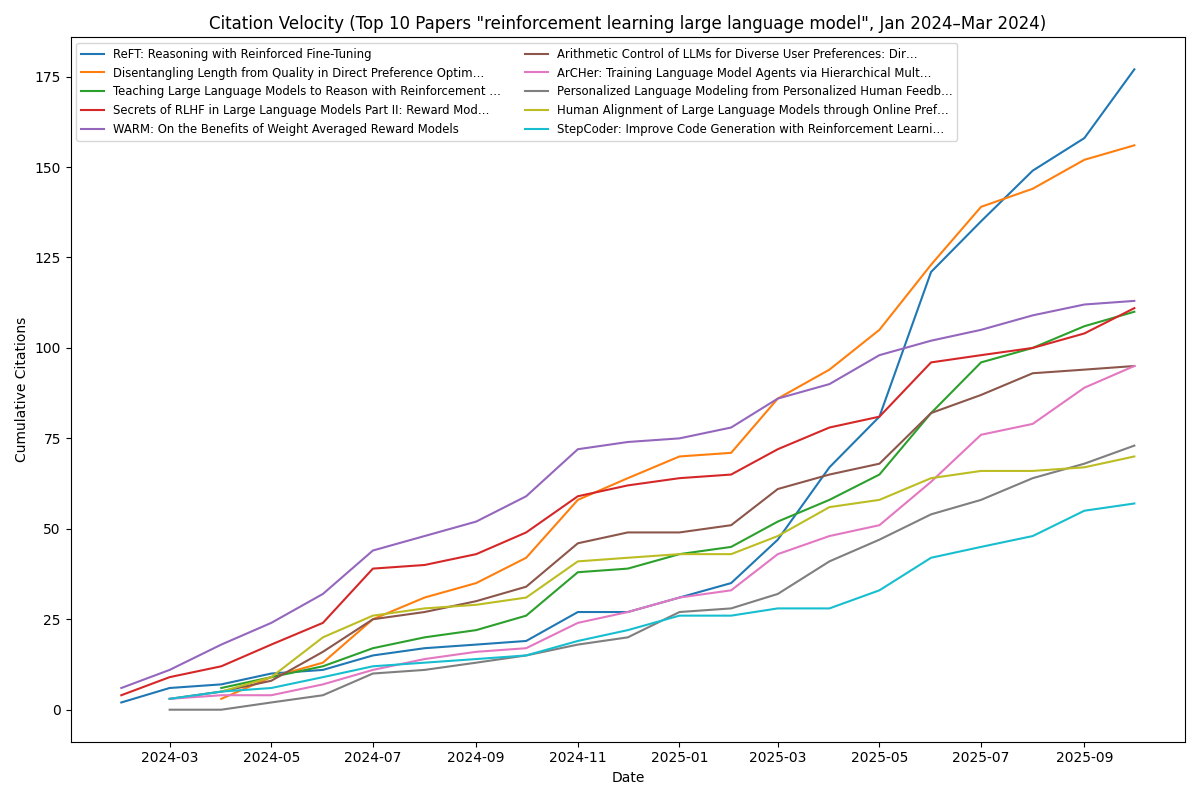 Citation Velocity (Top 10 Papers "reinforcement learning large language model", Jan 2024–Mar 2024)
ReFT: Reasoning with Reinforced Fine-Tuning
Disentangling Length from Quality in Direct Preference Optim…
Teaching Large Language Models to Reason with Reinforcement …
Secrets of RLHF in Large Language Models Part II: Reward Mod…
WARM: On the Benefits of Weight Averaged Reward Models
Arithmetic Control of LLMs for Diverse User Preferences: Dir…
ArCHer: Training Language Model Agents via Hierarchical Mult…
Personalized Language Modeling from Personalized Human Feedb…
Human Alignment of Large Language Models through Online Pref…
StepCoder: Improve Code Generation with Reinforcement Learni…
Cumulative Citations
175
150
125
100
75
50
25
0
2024-03
2024-05
2024-07
2024-09
2024-11
2025-01
2025-03
2025-05
2025-07
2025-09
Date